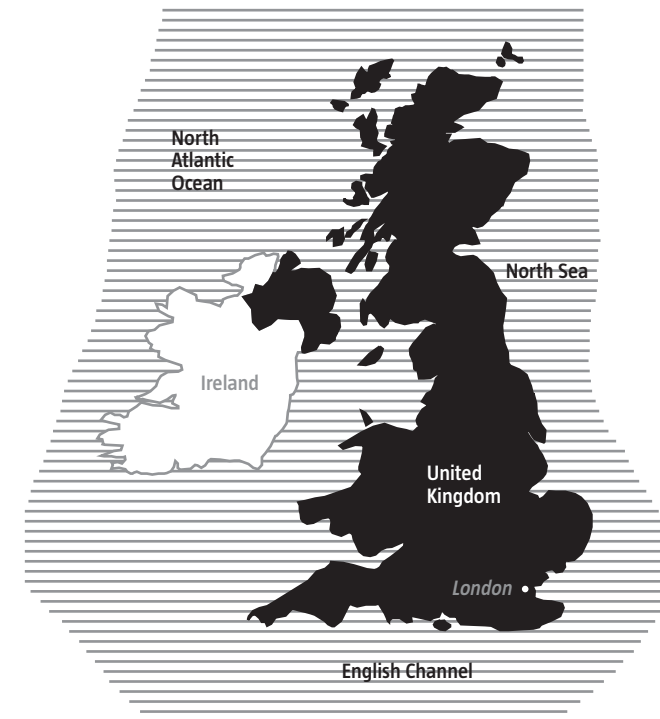 North
Atlantic
Ocean
North Sea
Ireland
United
Kingdom
London
English Channel